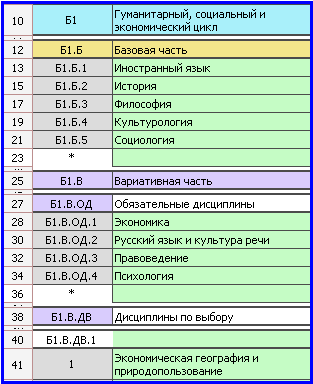 10 Б1 Гуманитарный, социальный и
экономический цикл
12 Б1.Б Базовая часть
13 Б1.Б.1 Иностранный язык
15 Б1.Б.2 История
17 Б1.Б.3 Философия
19 Б1.Б.4 Культурология
21 Б1.Б.5 Социология
23 *
25 Б1.В Вариативная часть
27 Б1.В.ОД Обязательные дисциплины
28 Б1.В.ОД.1 Экономика
30 Б1.В.ОД.2 Русский язык и культура речи
32 Б1.В.ОД.3 Правоведение
34 Б1.В.ОД.4 Психология
36 *
38 Б1.В.ДВ Дисциплины по выбору
40 Б1.В.ДВ.1
41 1 Экономическая география и
природопользование